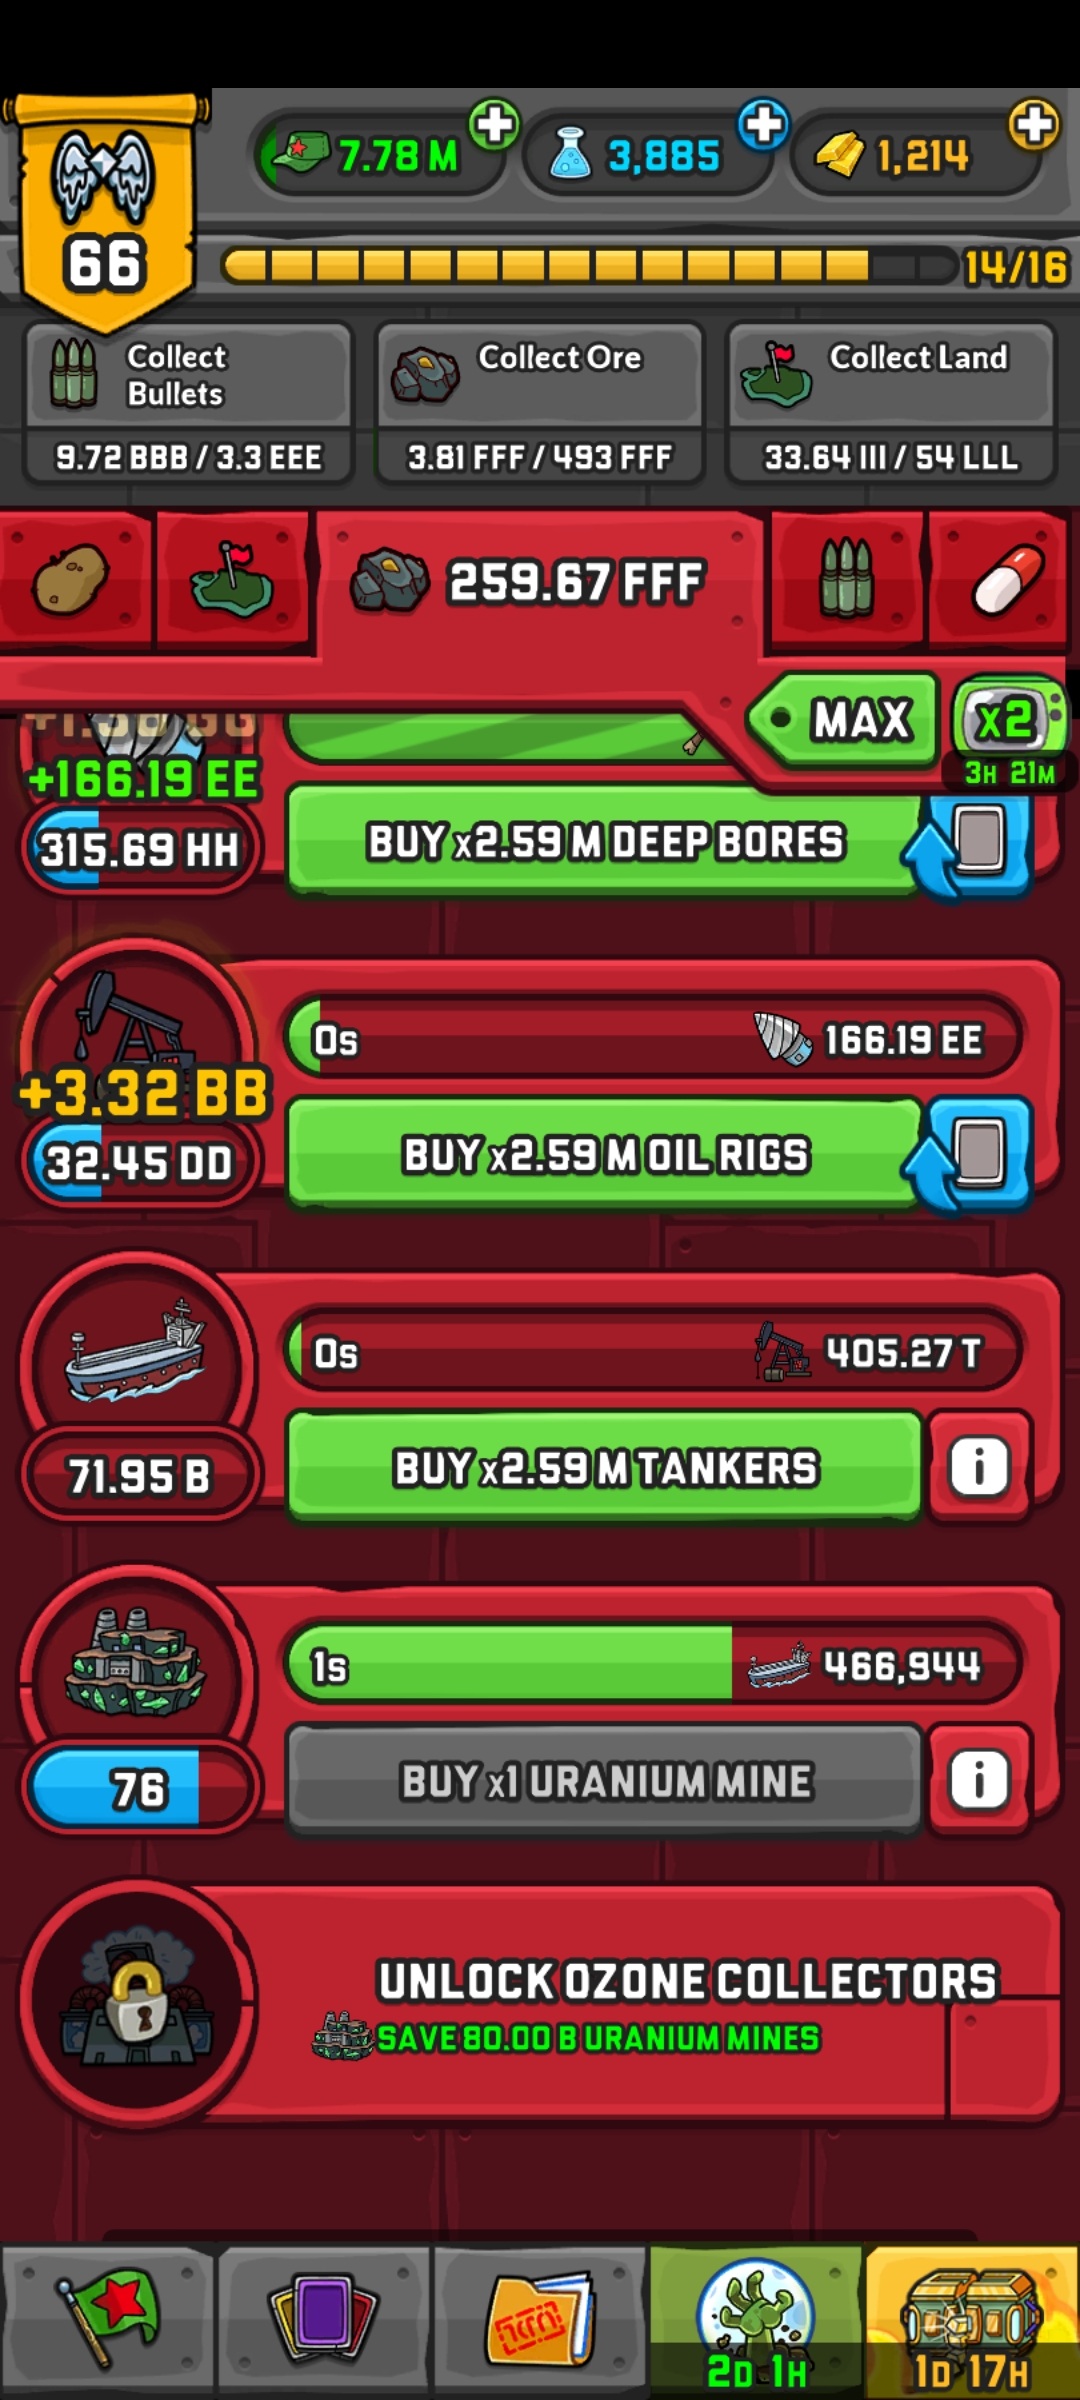 7.78 M
3,885
1,214
66
14/16
Collect
Bullets
9.72 BBB / 3.3 EEE
Collect Ore
3.81 FFF / 493 FFF
Collect Land
33.64 III / 54 LLL
259.67 FFF
MAX
x2
3H 21M
+166.19 EE
315.69 HH
BUY x2.59 M DEEP BORES
0s
166.19 EE
+3.32 BB
32.45 DD
BUY x2.59 M OIL RIGS
0s
405.27 T
71.95 B
BUY x2.59 M TANKERS
i
1s
466,944
76
BUY x1 URANIUM MINE
i
UNLOCK OZONE COLLECTORS
SAVE 80.00 B URANIUM MINES
2D 1H
1D 17H